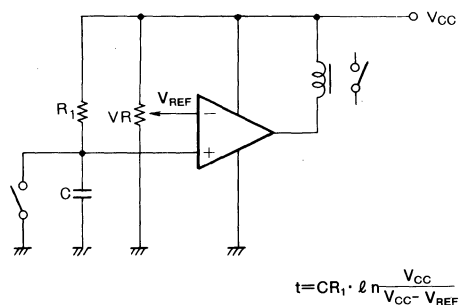 VCC
R1
VR
VREF
−
+
C
t=CR1・ℓn VCC
VCC− VREF